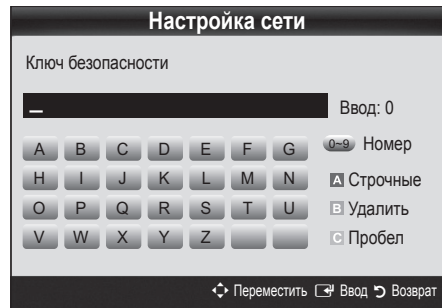 Настройка сети
Ключ безопасности
_
Ввод: 0
A B C D E F G 0~9 Номер
H I J K L M N A Строчные
O P Q R S T U B Удалить
V W X Y Z C Пробел
Переместить Ввод Возврат